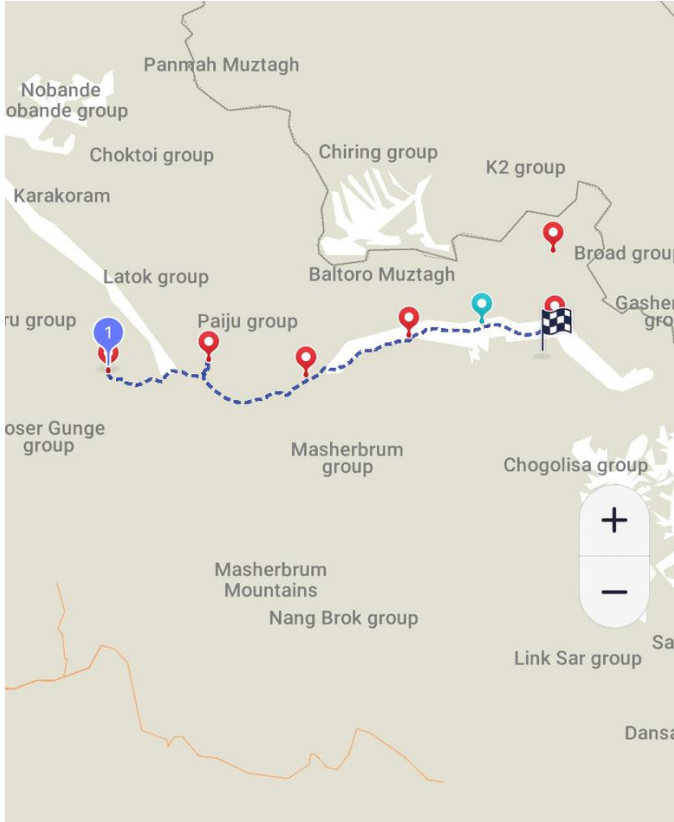 Panmah Muztagh
Nobande
obande group
Choktoi group
Chiring group
K2 group
Karakoram
Broad group
Latok group
Baltoro Muztagh
Gasher
gro
ru group
Paiju group
1
oser Gunge
group
Masherbrum
group
Chogolisa group
+
Masherbrum
Mountains
−
Nang Brok group
Sa
Link Sar group
Dansa